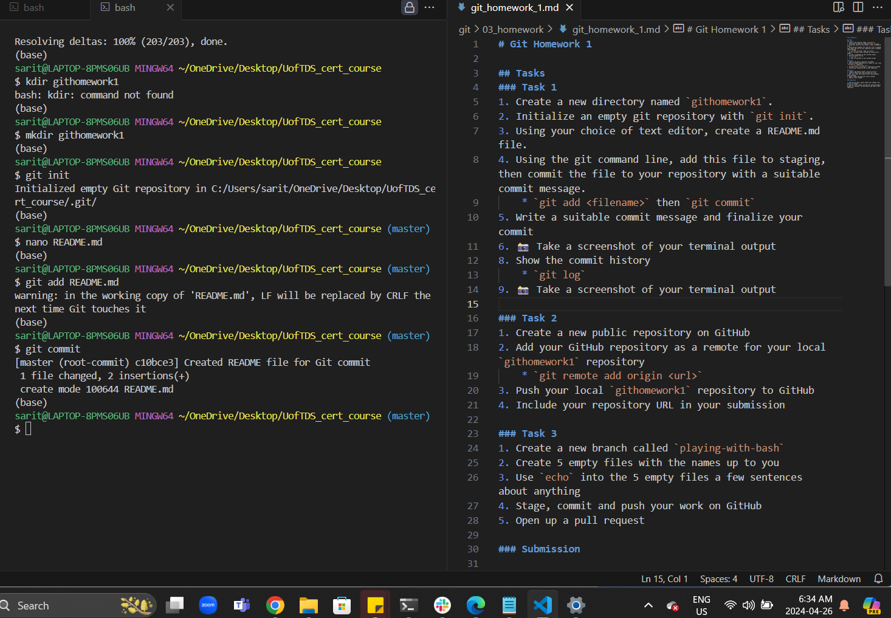 bash
bash
Resolving deltas: 100% (203/203), done.
(base)
sarit@LAPTOP-8PMS06UB MINGW64 ~/OneDrive/Desktop/UofTDS_cert_course
$ kdir githomework1
bash: kdir: command not found
(base)
sarit@LAPTOP-8PMS06UB MINGW64 ~/OneDrive/Desktop/UofTDS_cert_course
$ mkdir githomework1
(base)
sarit@LAPTOP-8PMS06UB MINGW64 ~/OneDrive/Desktop/UofTDS_cert_course
$ git init
Initialized empty Git repository in C:/Users/sarit/OneDrive/Desktop/UofTDS_ce
rt_course/.git/
(base)
sarit@LAPTOP-8PMS06UB MINGW64 ~/OneDrive/Desktop/UofTDS_cert_course (master)
$ nano README.md
(base)
sarit@LAPTOP-8PMS06UB MINGW64 ~/OneDrive/Desktop/UofTDS_cert_course (master)
$ git add README.md
warning: in the working copy of 'README.md', LF will be replaced by CRLF the
next time Git touches it
(base)
sarit@LAPTOP-8PMS06UB MINGW64 ~/OneDrive/Desktop/UofTDS_cert_course (master)
$ git commit
[master (root-commit) c10bce3] Created README file for Git commit
1 file changed, 2 insertions(+)
create mode 100644 README.md
(base)
sarit@LAPTOP-8PMS06UB MINGW64 ~/OneDrive/Desktop/UofTDS_cert_course (master)
$
git_homework_1.md
git > 03_homework > git_homework_1.md > # Git Homework 1 > ## Tasks > ### Tas
1 # Git Homework 1
2
3 ## Tasks
4 ### Task 1
5 1. Create a new directory named `githomework1`.
6 2. Initialize an empty git repository with `git init`.
7 3. Using your choice of text editor, create a README.md
file.
8 4. Using the git command line, add this file to staging,
then commit the file to your repository with a suitable
commit message.
9 * `git add <filename>` then `git commit`
10 5. Write a suitable commit message and finalize your
commit
11 6. 📸 Take a screenshot of your terminal output
12 8. Show the commit history
13 * `git log`
14 9. 📸 Take a screenshot of your terminal output
15
16 ### Task 2
17 1. Create a new public repository on GitHub
18 2. Add your GitHub repository as a remote for your local
`githomework1` repository
19 * `git remote add origin <url>`
20 3. Push your local `githomework1` repository to GitHub
21 4. Include your repository URL in your submission
22
23 ### Task 3
24 1. Create a new branch called `playing-with-bash`
25 2. Create 5 empty files with the names up to you
26 3. Use `echo` into the 5 empty files a few sentences
about anything
27 4. Stage, commit and push your work on GitHub
28 5. Open up a pull request
29
30 ### Submission
31
Ln 15, Col 1 Spaces: 4 UTF-8 CRLF Markdown
Search
zoom
ENG
US
6:34 AM
2024-04-26
PRE